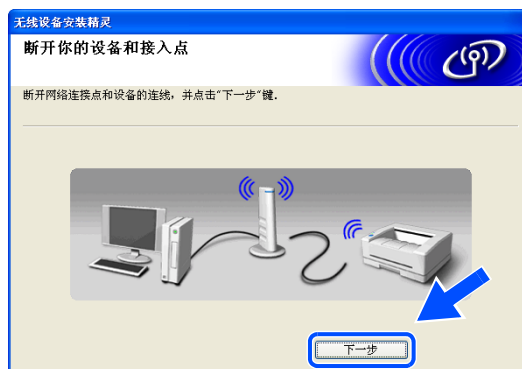 无线设备安装精灵
断开你的设备和接入点
断开网络连接点和设备的连线，并点击"下一步"键.
下一步